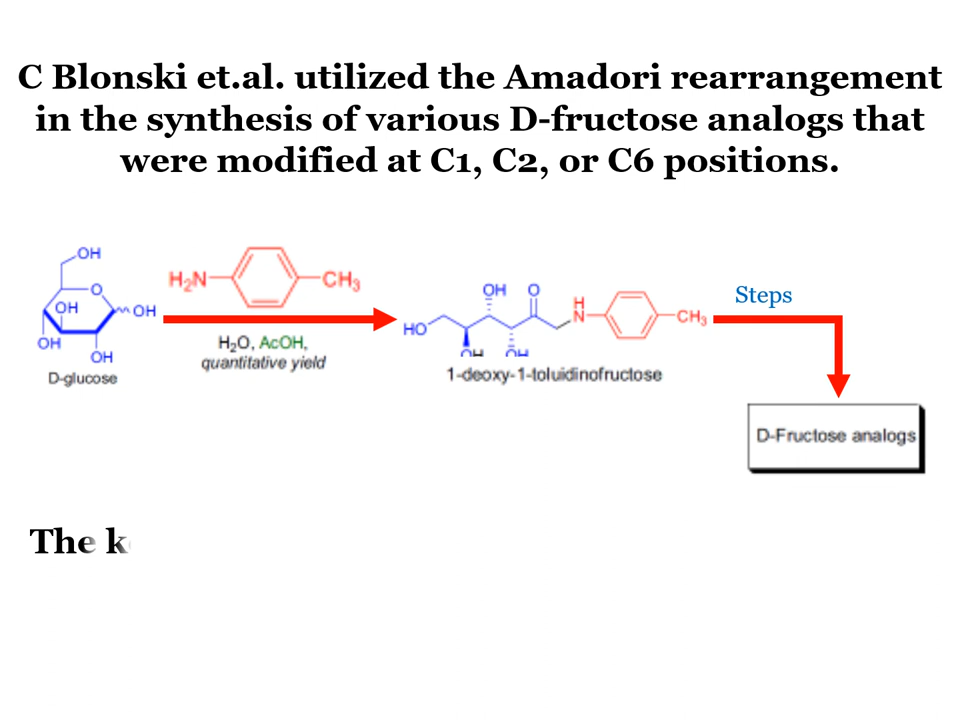 C Blonski et.al. utilized the Amadori rearrangement
in the synthesis of various D-fructose analogs that
were modified at C1, C2, or C6 positions.
OH
O
OH
OH
OH
OH
D-glucose
H₂N
CH₃
H₂O, AcOH,
quantitative yield
OH
O
H
N
HO
CH₃
OH
OH
1-deoxy-1-toluidinofructose
Steps
D-Fructose analogs
The